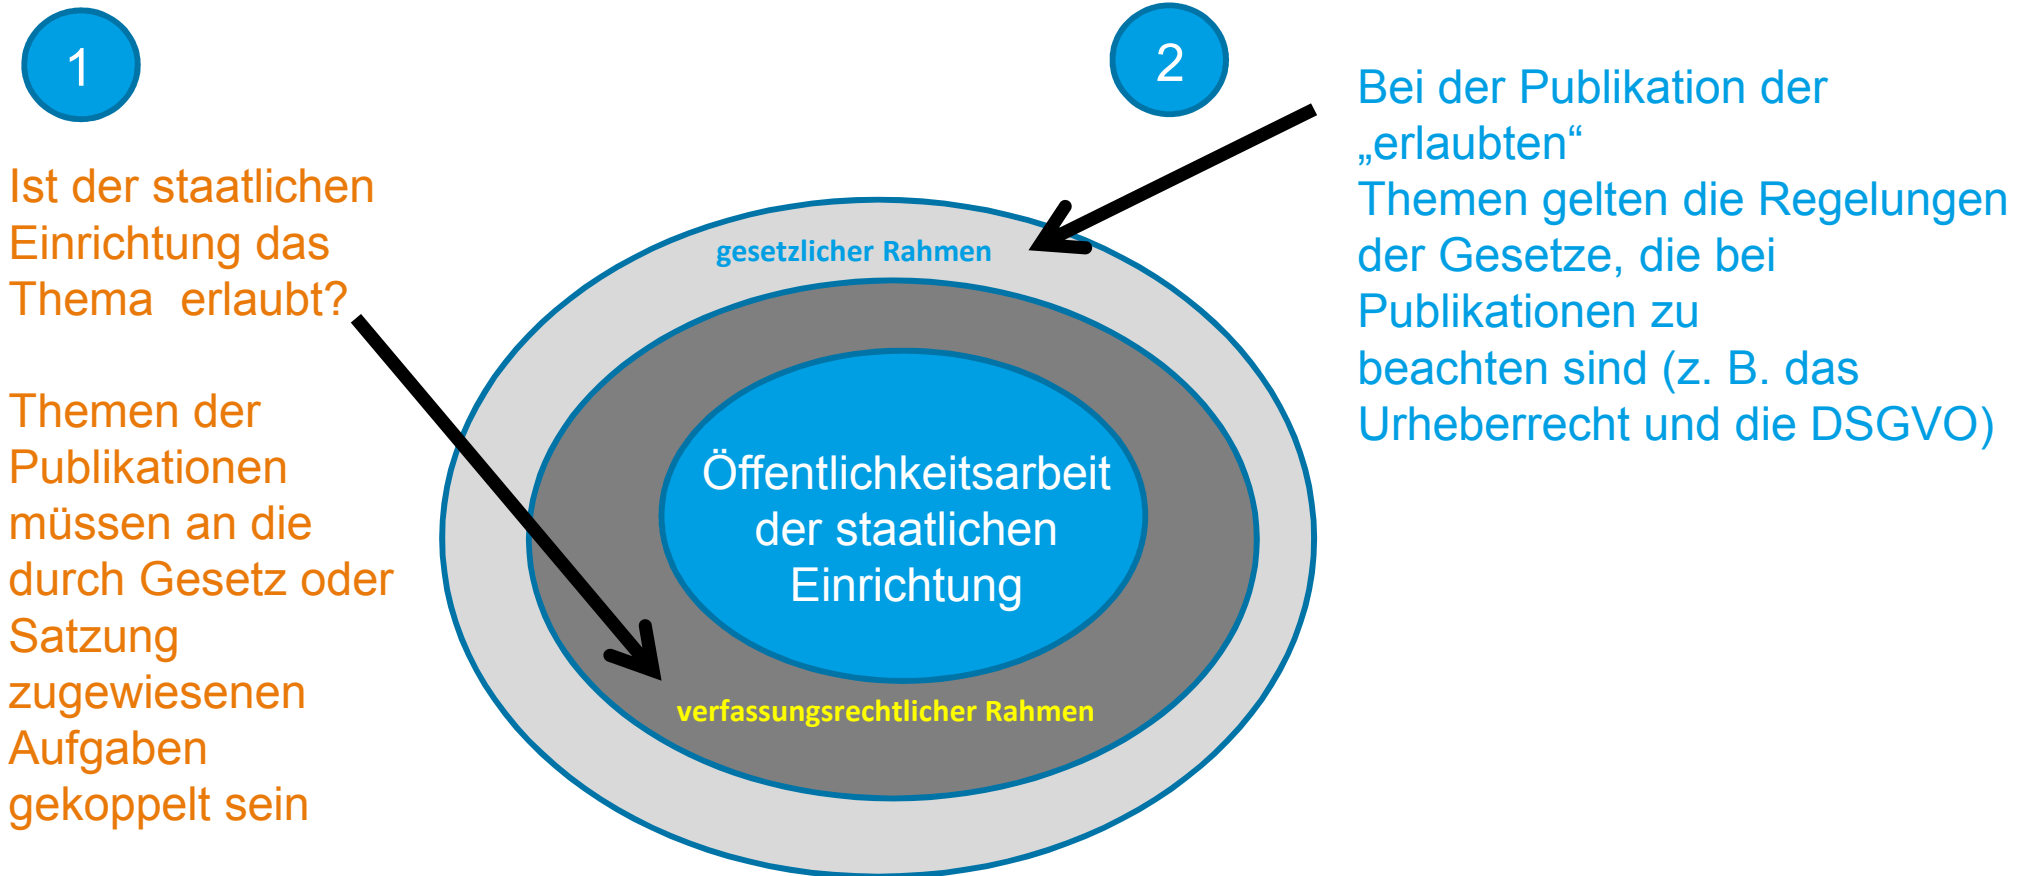 1
Ist der staatlichen
Einrichtung das
Thema  erlaubt?
Themen der
Publikationen
müssen an die
durch Gesetz oder
Satzung
zugewiesenen
Aufgaben
gekoppelt sein
2
Bei der Publikation der
„erlaubten“
Themen gelten die Regelungen
der Gesetze, die bei
Publikationen zu
beachten sind (z. B. das
Urheberrecht und die DSGVO)
gesetzlicher Rahmen
Öffentlichkeitsarbeit
der staatlichen
Einrichtung
verfassungsrechtlicher Rahmen